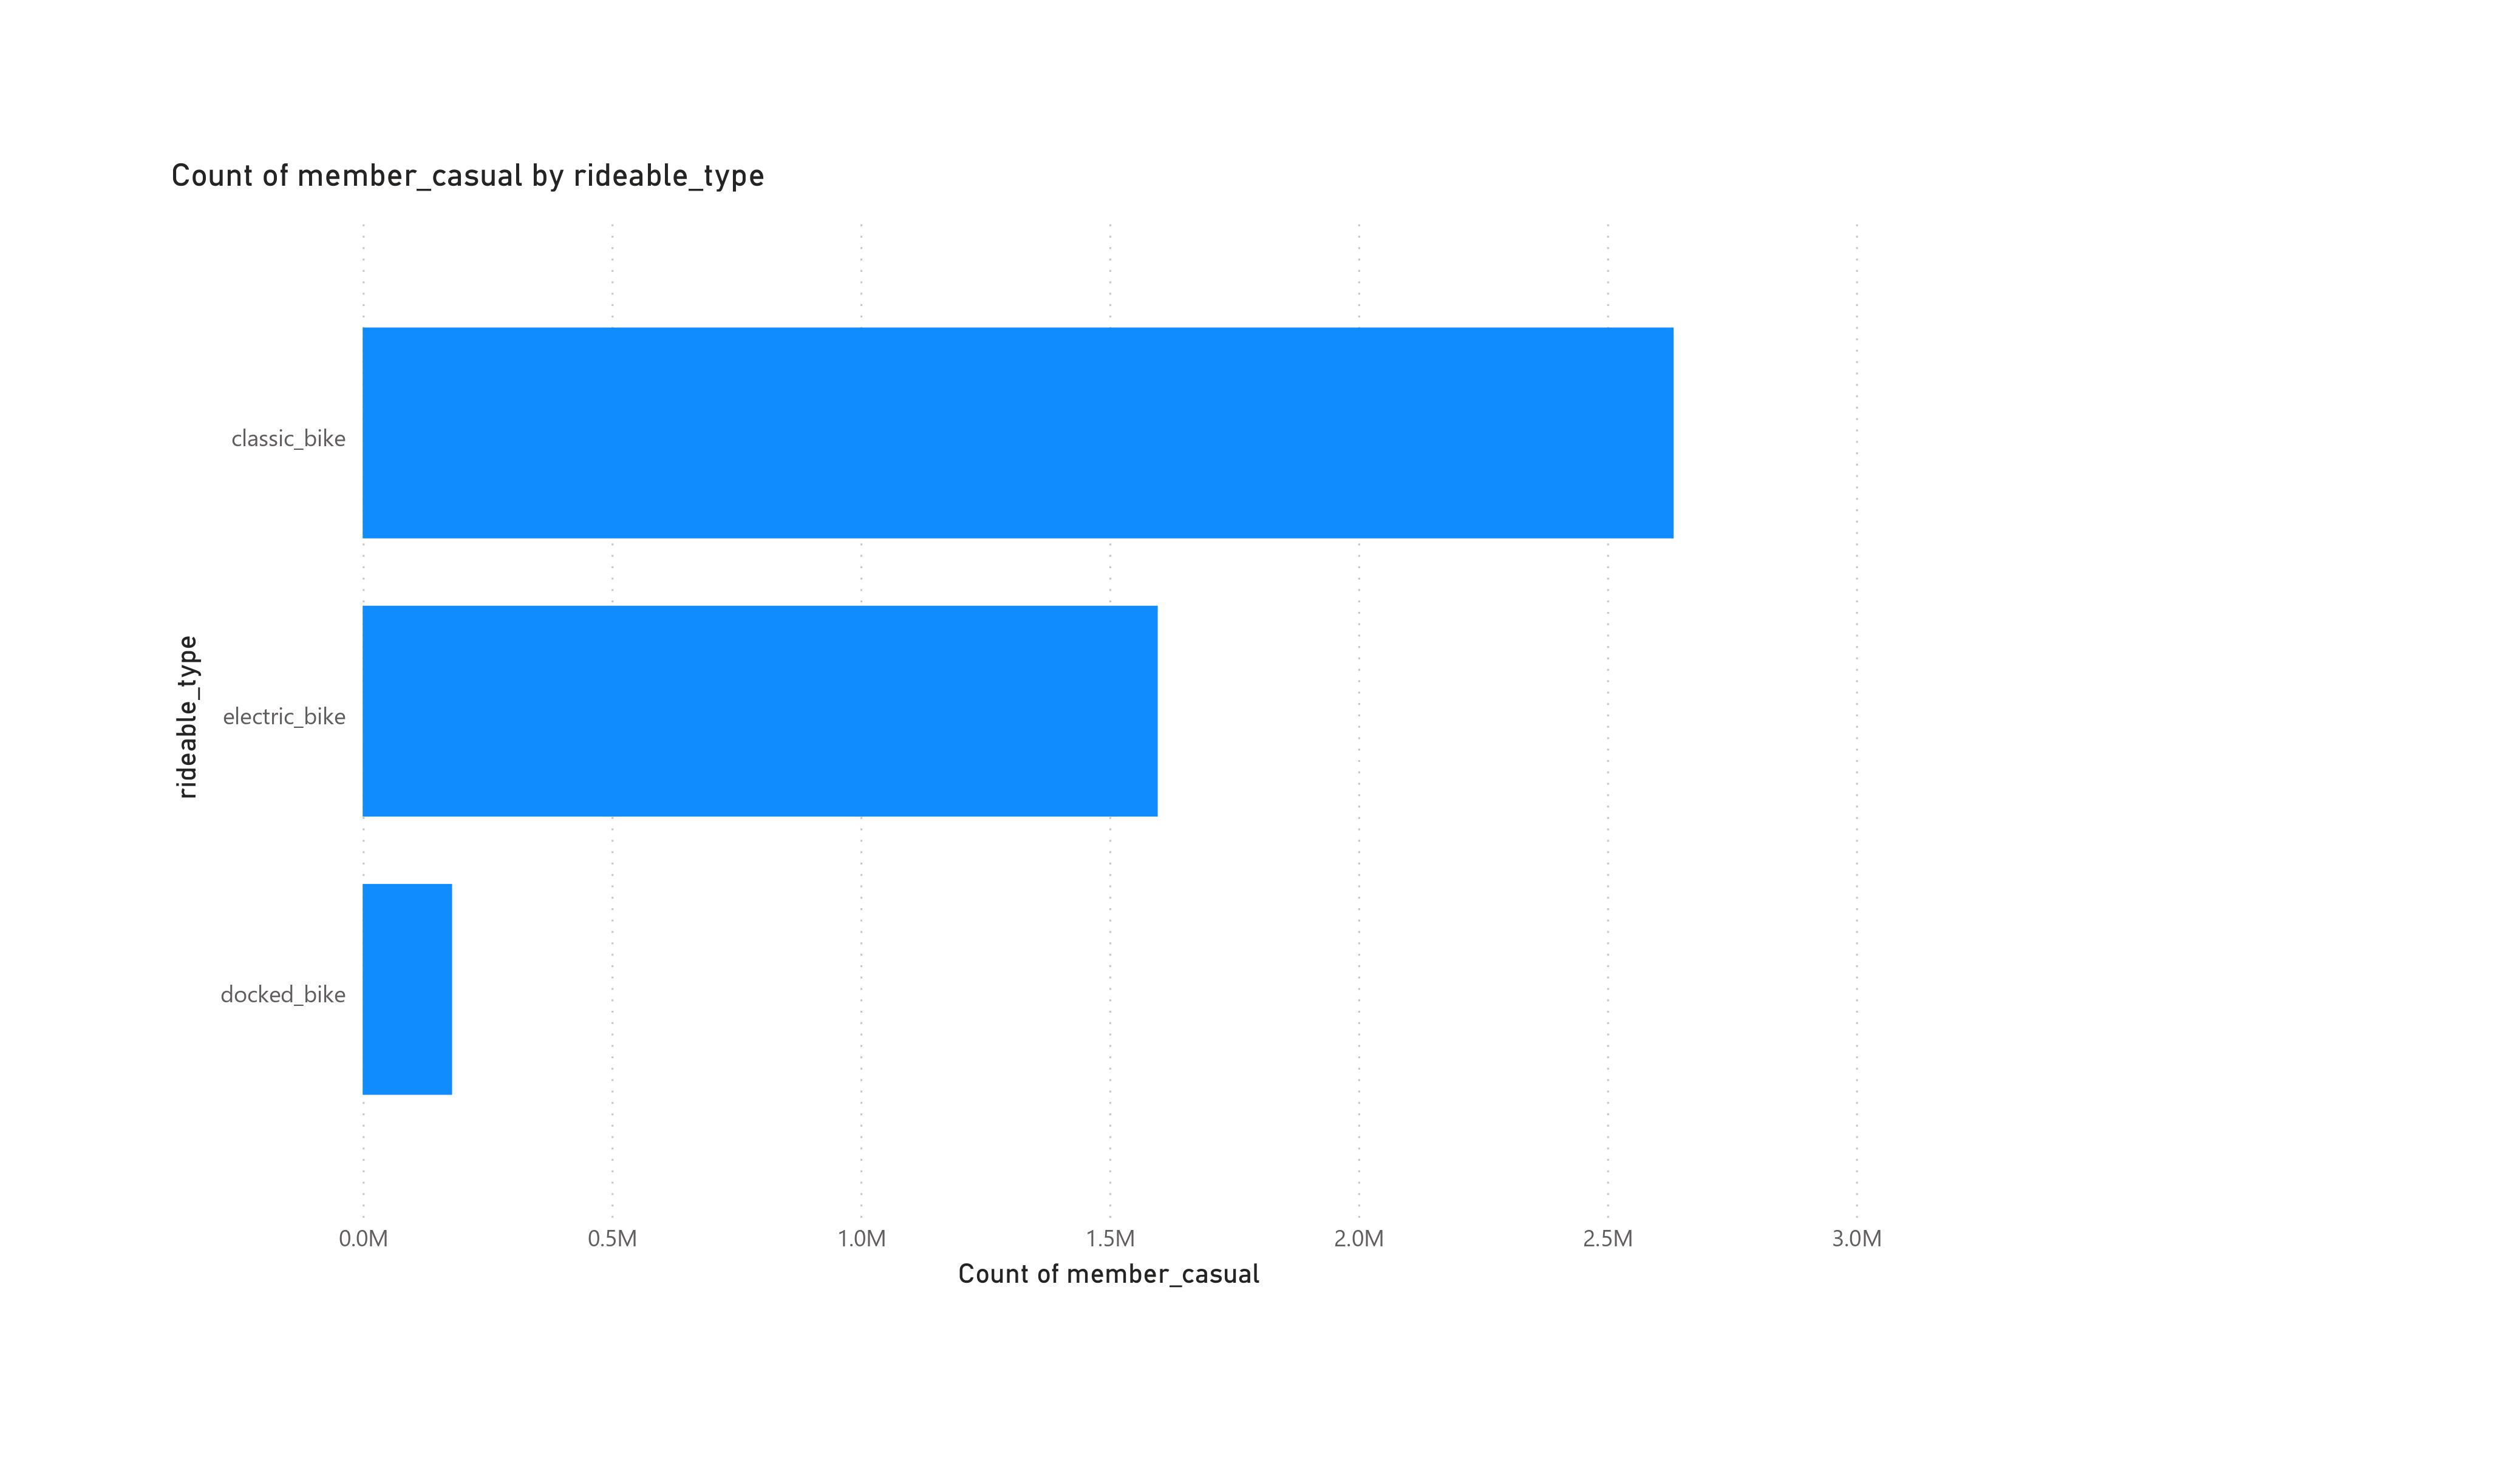 Count of member_casual by rideable_type
rideable_type
classic_bike
electric_bike
docked_bike
0.0M 0.5M 1.0M 1.5M 2.0M 2.5M 3.0M
Count of member_casual